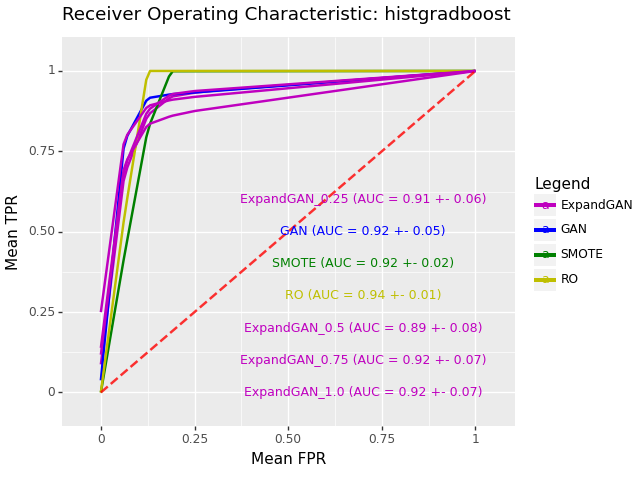 Receiver Operating Characteristic: histgradboost
1
0.75
0.50
0.25
0
Mean TPR
ExpandGAN_0.25 (AUC = 0.91 +- 0.06)
GAN (AUC = 0.92 +- 0.05)
SMOTE (AUC = 0.92 +- 0.02)
RO (AUC = 0.94 +- 0.01)
ExpandGAN_0.5 (AUC = 0.89 +- 0.08)
ExpandGAN_0.75 (AUC = 0.92 +- 0.07)
ExpandGAN_1.0 (AUC = 0.92 +- 0.07)
0 0.25 0.50 0.75 1
Mean FPR
Legend
a ExpandGAN
a GAN
a SMOTE
a RO